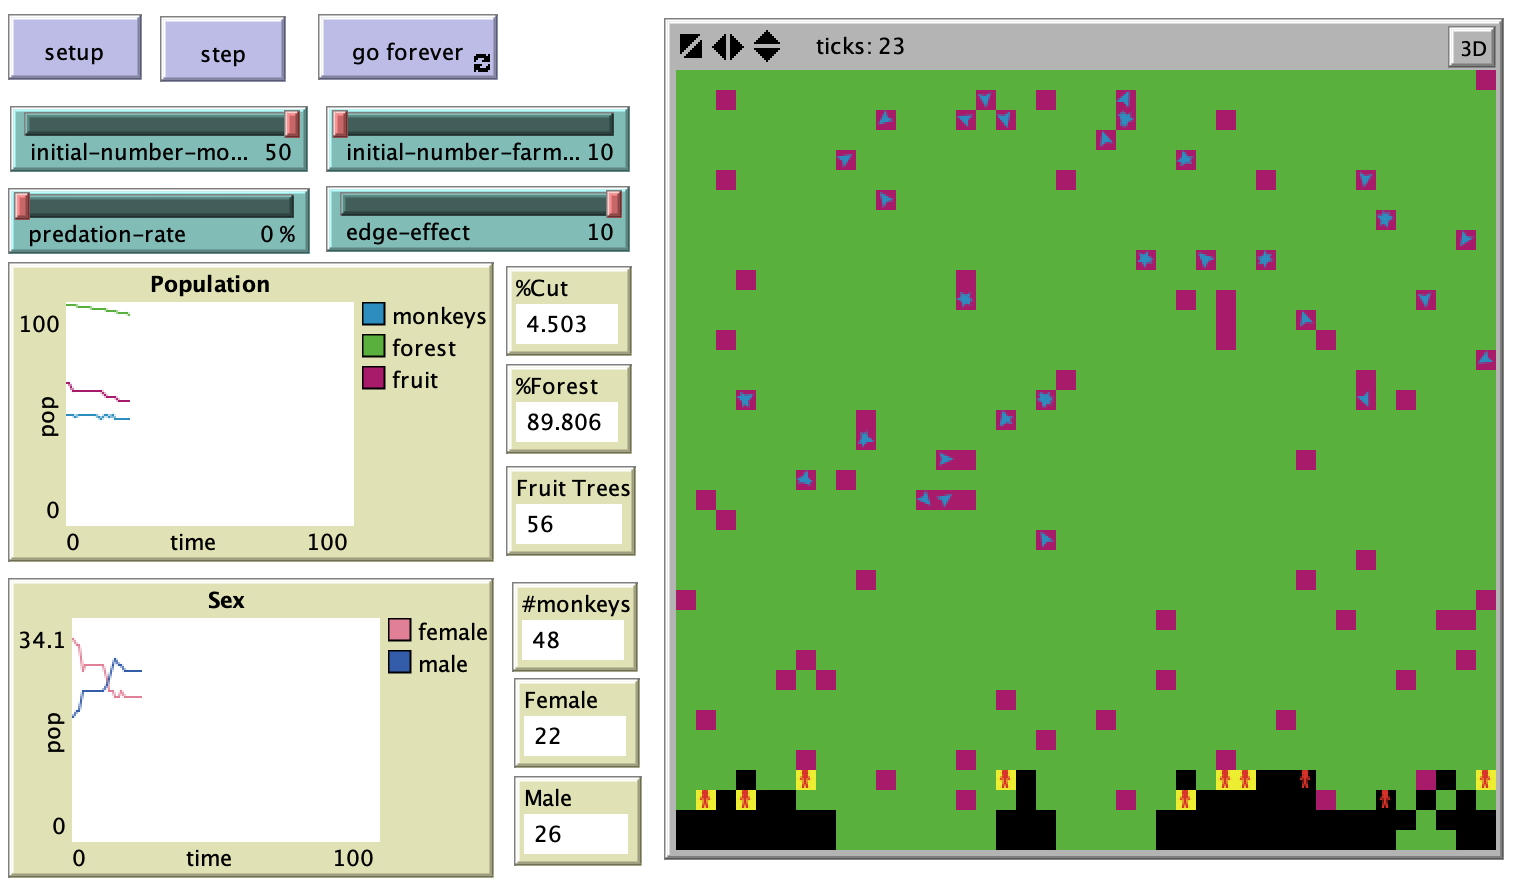 setup
step
go forever
initial-number-mo... 50
initial-number-farm... 10
predation-rate 0 %
edge-effect 10
Population
100
0
pop
0 time 100
monkeys
forest
fruit
%Cut
4.503
%Forest
89.806
Fruit Trees
56
Sex
34.1
0
pop
0 time 100
female
male
#monkeys
48
Female
22
Male
26
ticks: 23
3D